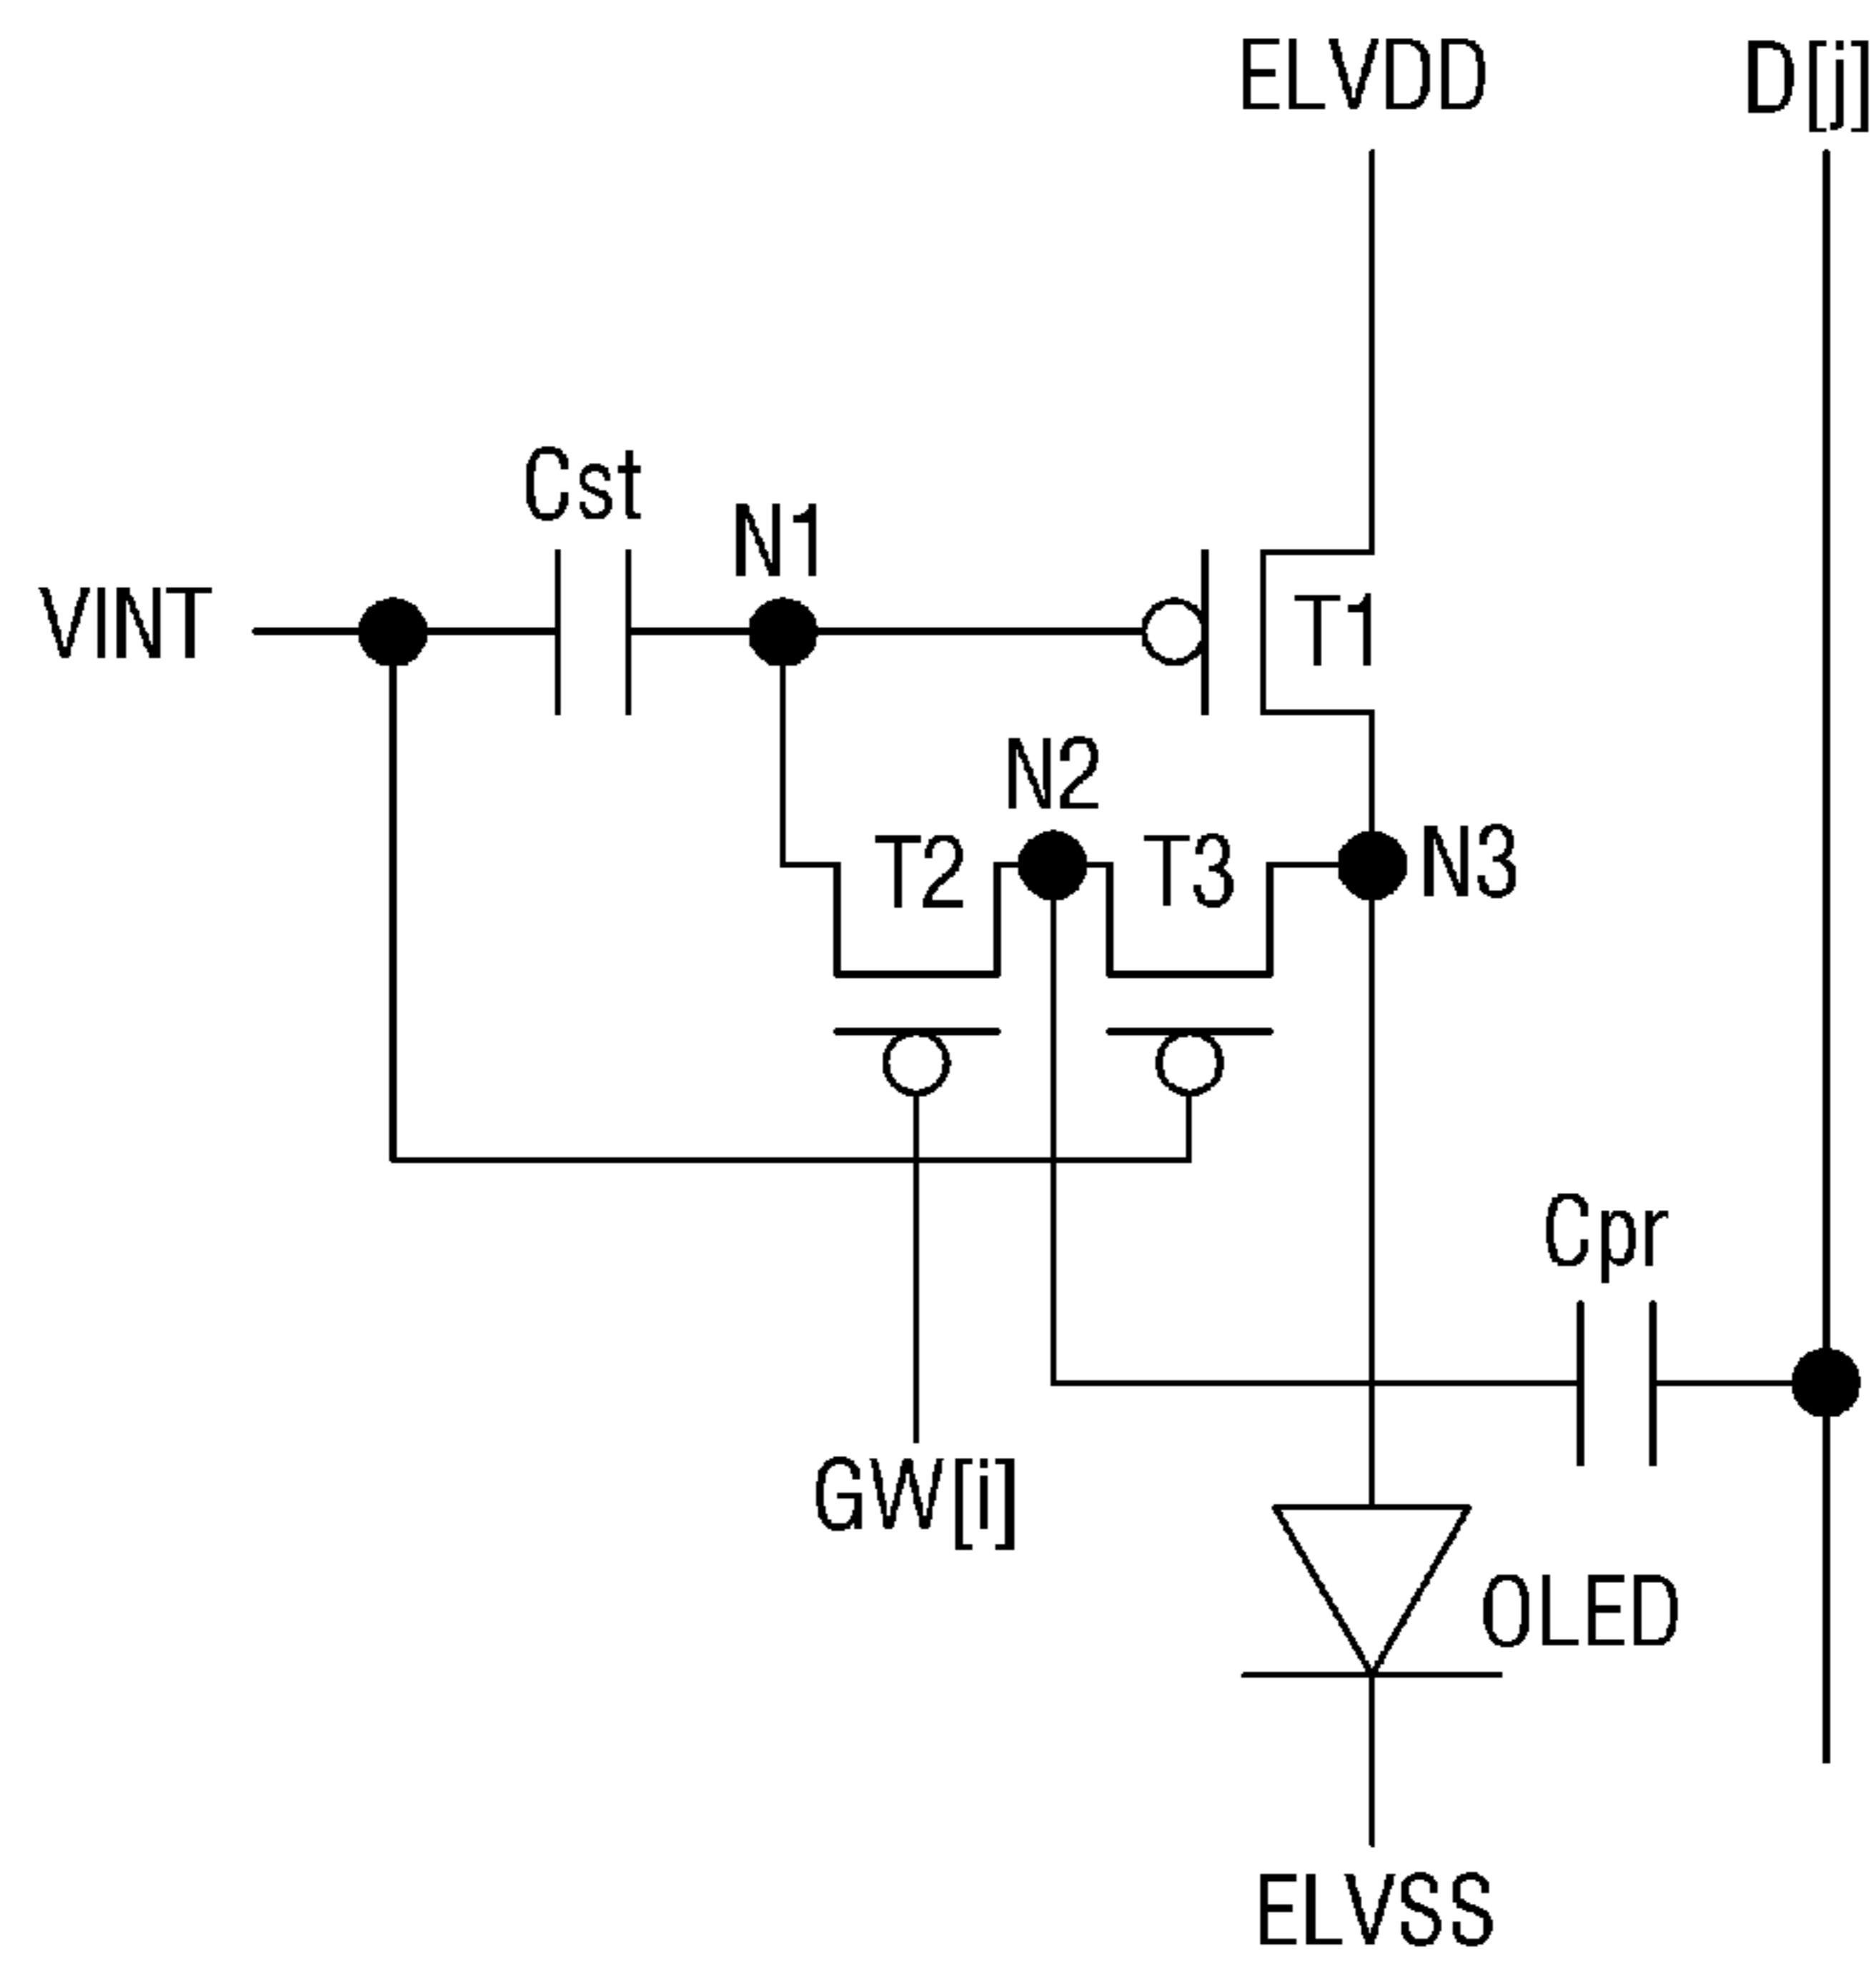 ELVDD
D[j]
Cst
N1
VINT
T1
N2
T2
T3
N3
Cpr
GW[i]
OLED
ELVSS